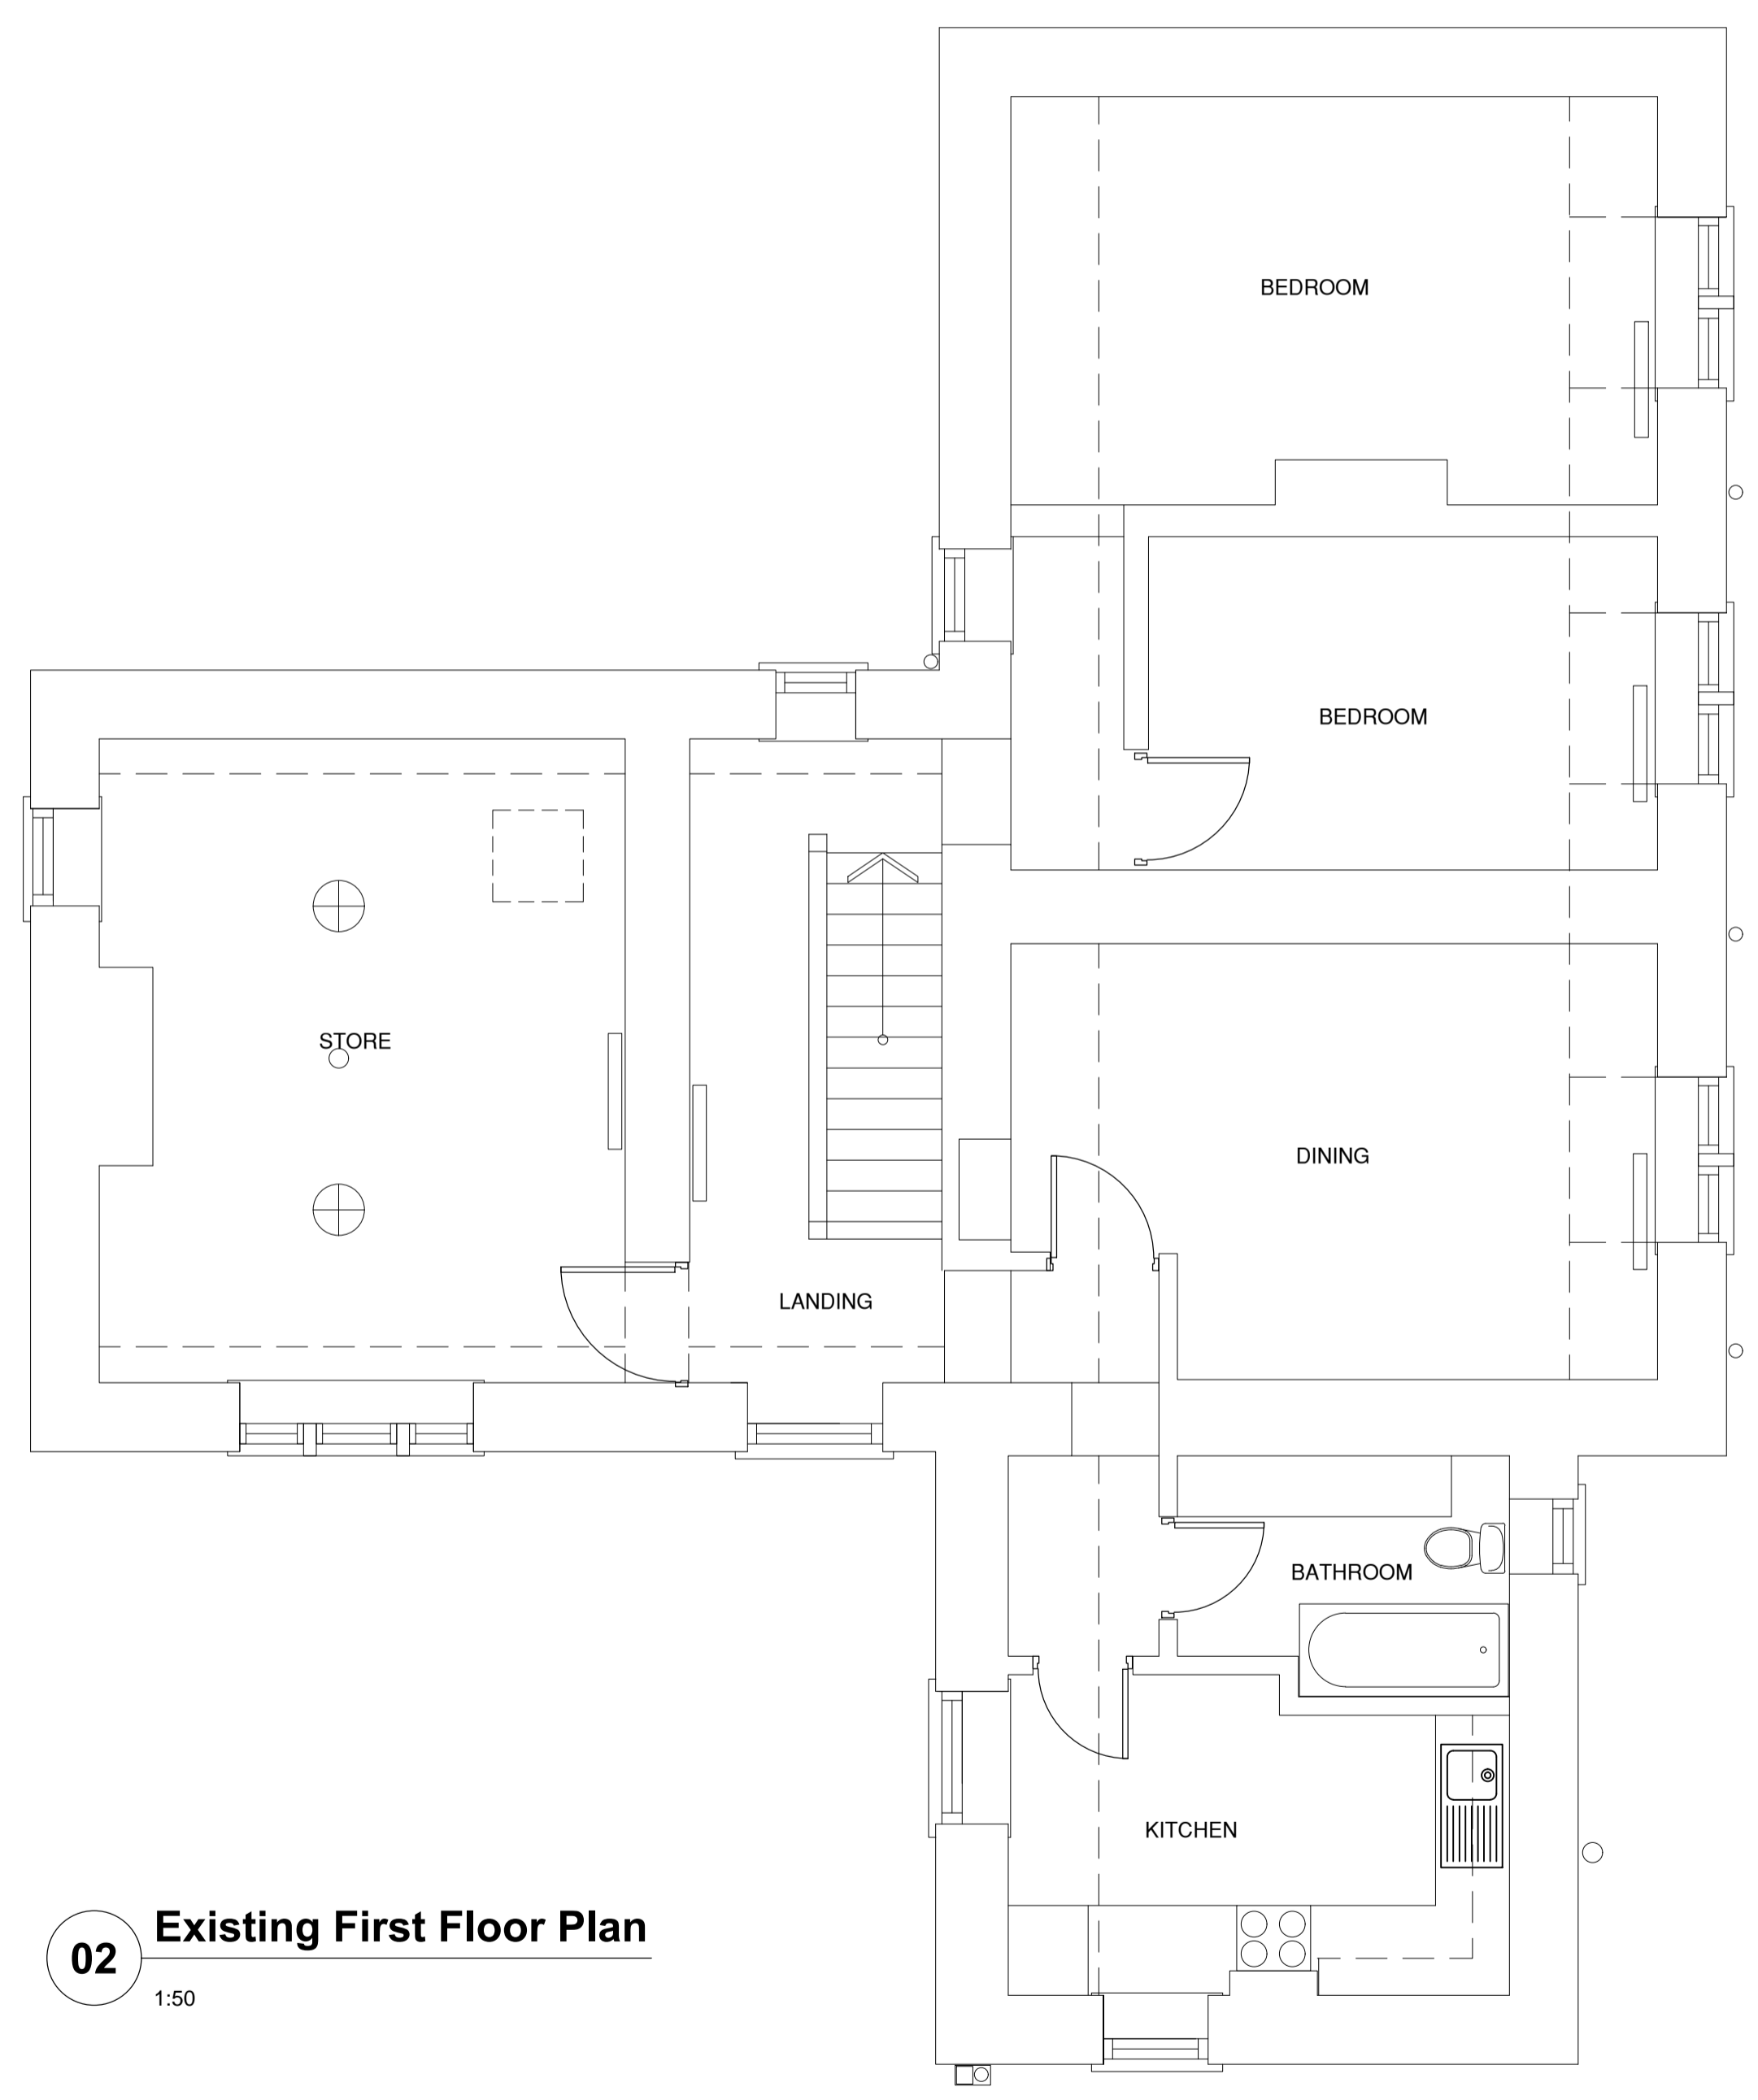 BEDROOM
BEDROOM
STORE
DINING
LANDING
BATHROOM
KITCHEN
02
Existing First Floor Plan
1:50